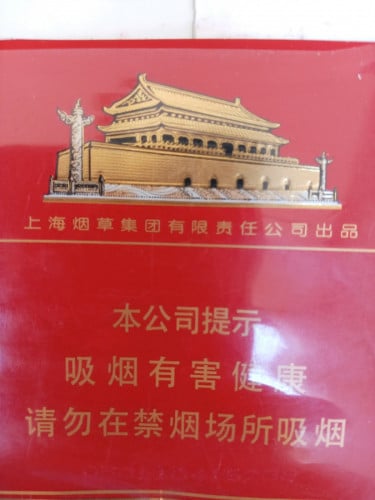 上海烟草集团有限责任公司出品
本公司提示
吸烟有害健康
请勿在禁烟场所吸烟